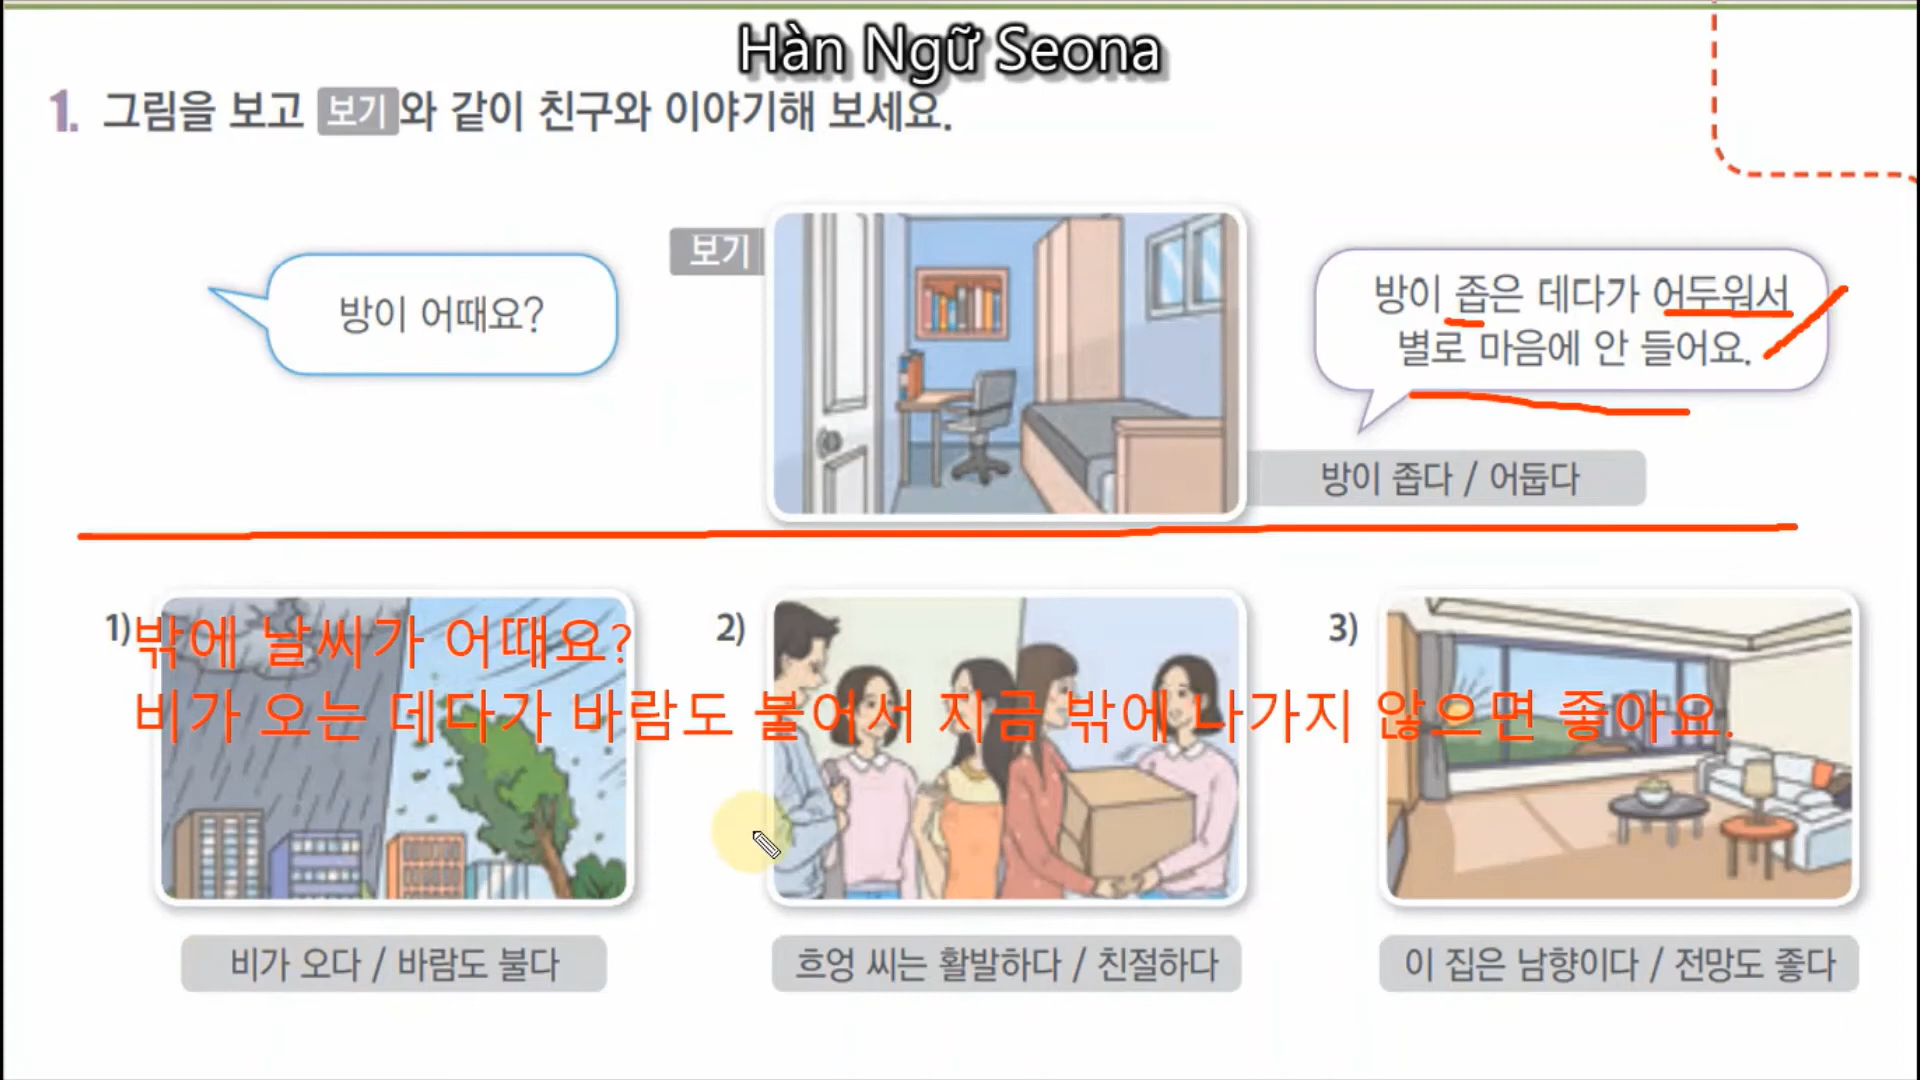 Hàn Ngữ Seona
1. 그림을 보고 보기와 같이 친구와 이야기해 보세요.
방이 어때요?
보기
방이 좁은 데다가 어두워서
별로 마음에 안 들어요.
방이 좁다 / 어둡다
1)
밖에 날씨가 어때요?
2)
3)
비가 오는 데다가 바람도 불어서 지금 밖에 나가지 않으면 좋아요.
비가 오다 / 바람도 불다
흐엉 씨는 활발하다 / 친절하다
이 집은 남향이다 / 전망도 좋다